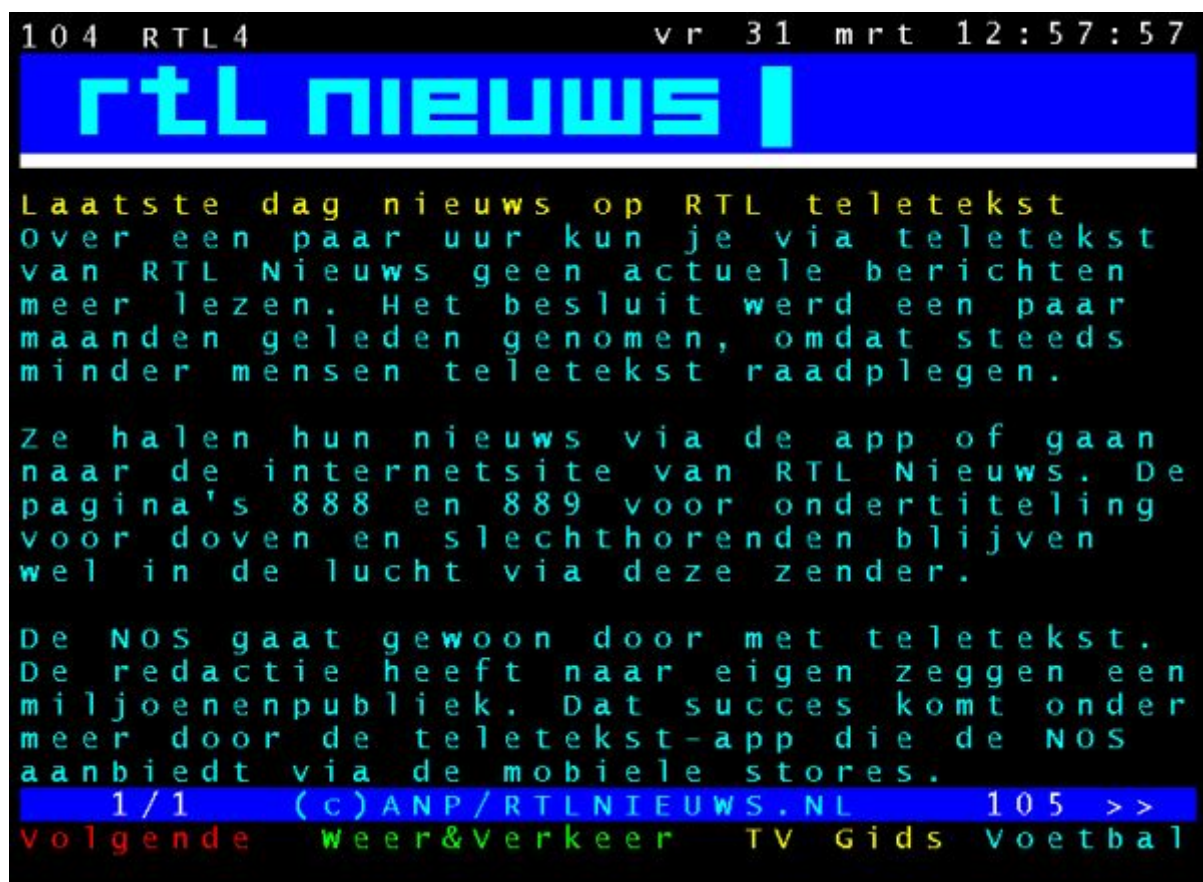 104 RTL4 vr 31 mrt 12:57:57
rtl nieuws
Laatste dag nieuws op RTL teletekst
Over een paar uur kun je via teletekst
van RTL Nieuws geen actuele berichten
meer lezen. Het besluit werd een paar
maanden geleden genomen, omdat steeds
minder mensen teletekst raadplegen.
Ze halen hun nieuws via de app of gaan
naar de internetsite van RTL Nieuws. De
pagina's 888 en 889 voor ondertiteling
voor doven en slechthorenden blijven
wel in de lucht via deze zender.
De NOS gaat gewoon door met teletekst.
De redactie heeft naar eigen zeggen een
miljoenenpubliek. Dat succes komt onder
meer door de teletekst-app die de NOS
aanbiedt via de mobiele stores.
1/1 (c)ANP/RTLNIEUWS.NL 105 >>
Volgende Weer&Verkeer TV Gids Voetbal